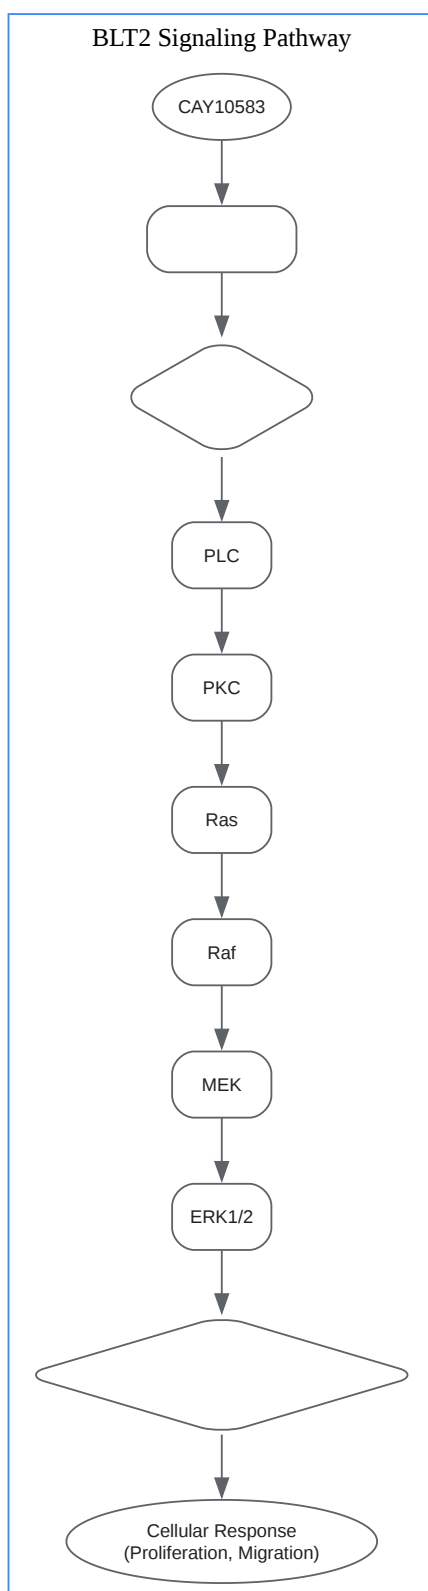 BLT2 Signaling Pathway
CAY10583
PLC
PKC
Ras
Raf
MEK
ERK1/2
Cellular Response
(Proliferation, Migration)